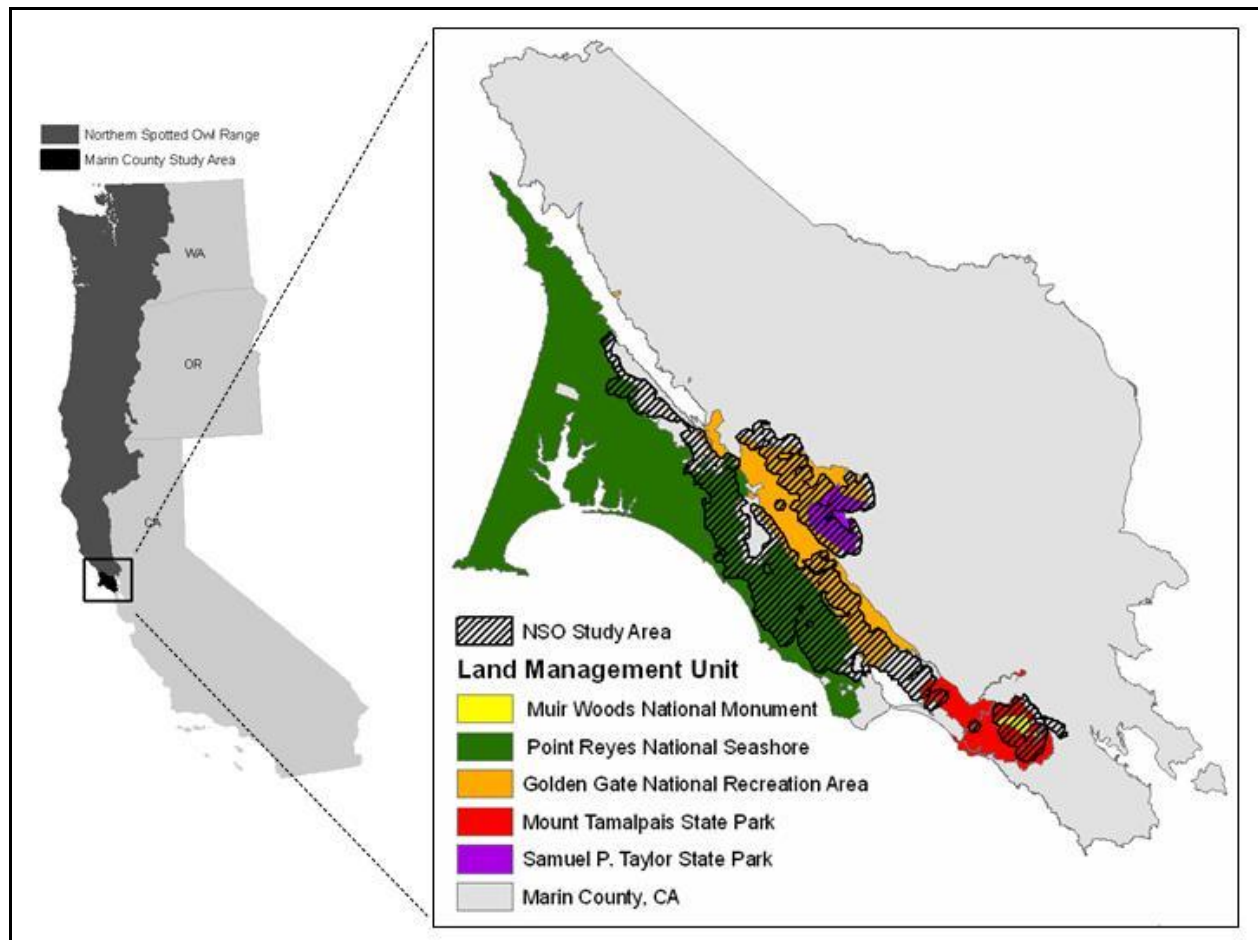 Northern Spotted Owl Range
Marin County Study Area
WA
OR
CA
NSO Study Area
Land Management Unit
Muir Woods National Monument
Point Reyes National Seashore
Golden Gate National Recreation Area
Mount Tamalpais State Park
Samuel P. Taylor State Park
Marin County, CA